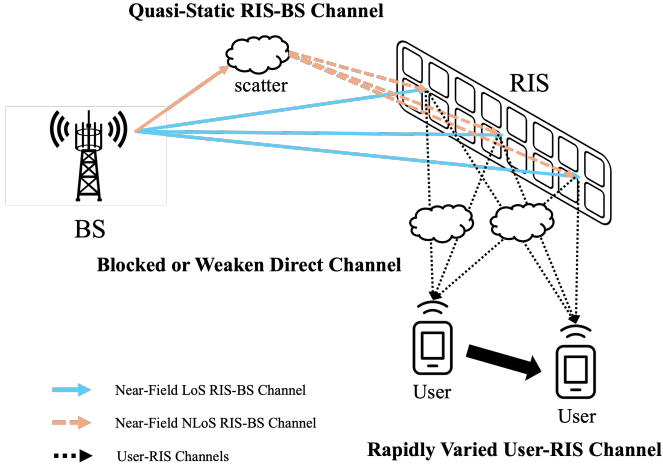 Quasi-Static RIS-BS Channel
scatter
RIS
BS
Blocked or Weaken Direct Channel
User
User
Near-Field LoS RIS-BS Channel
Near-Field NLoS RIS-BS Channel
User-RIS Channels
Rapidly Varied User-RIS Channel